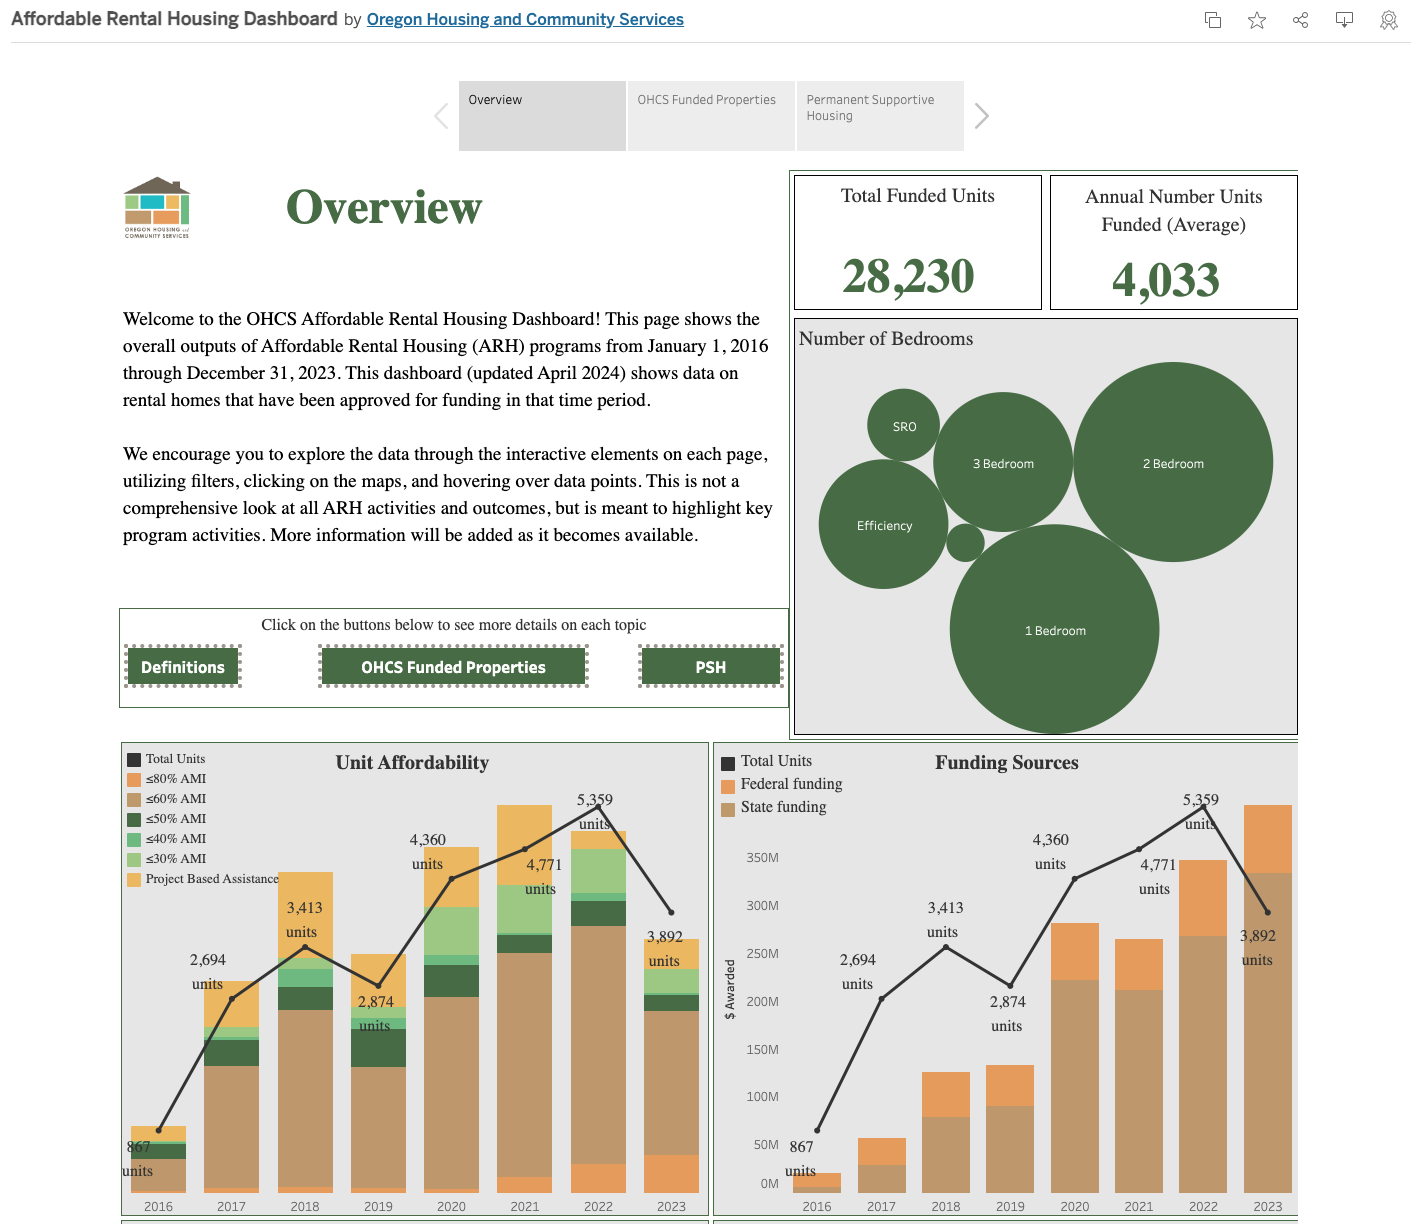 Affordable Rental Housing Dashboard by Oregon Housing and Community Services
Overview
OHCS Funded Properties
Permanent Supportive
Housing
OREGON HOUSING and
COMMUNITY SERVICES
Overview
Total Funded Units
28,230
Annual Number Units
Funded (Average)
4,033
Welcome to the OHCS Affordable Rental Housing Dashboard! This page shows the
overall outputs of Affordable Rental Housing (ARH) programs from January 1, 2016
through December 31, 2023. This dashboard (updated April 2024) shows data on
rental homes that have been approved for funding in that time period.
We encourage you to explore the data through the interactive elements on each page,
utilizing filters, clicking on the maps, and hovering over data points. This is not a
comprehensive look at all ARH activities and outcomes, but is meant to highlight key
program activities. More information will be added as it becomes available.
Number of Bedrooms
SRO
3 Bedroom
2 Bedroom
Efficiency
1 Bedroom
Click on the buttons below to see more details on each topic
Definitions
OHCS Funded Properties
PSH
Unit Affordability
Total Units
≤80% AMI
≤60% AMI
≤50% AMI
≤40% AMI
≤30% AMI
Project Based Assistance
867
units
2,694
units
3,413
units
2,874
units
4,360
units
4,771
units
5,359
units
3,892
units
2016 2017 2018 2019 2020 2021 2022 2023
Funding Sources
Total Units
Federal funding
State funding
$ Awarded
350M
300M
250M
200M
150M
100M
50M
0M
867
units
2,694
units
3,413
units
2,874
units
4,360
units
4,771
units
5,359
units
3,892
units
2016 2017 2018 2019 2020 2021 2022 2023